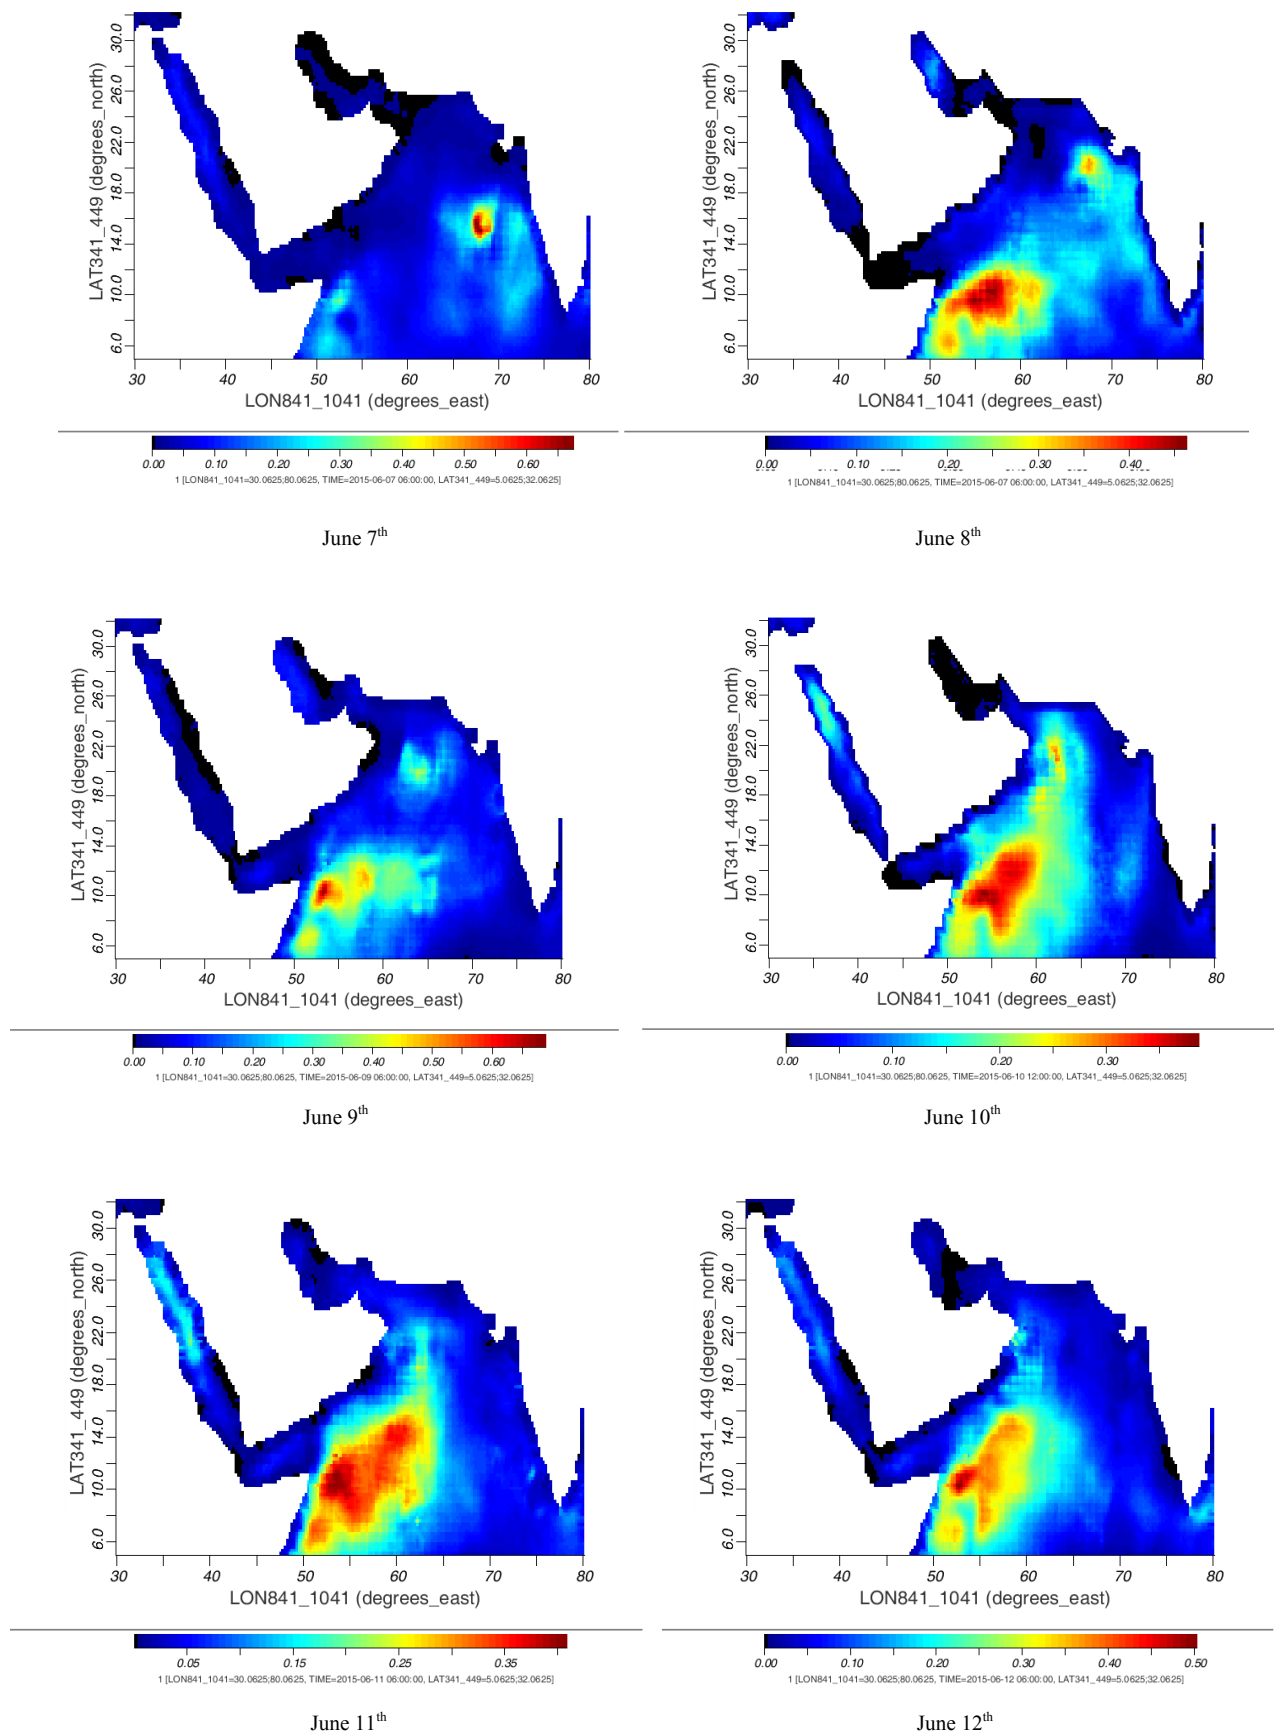 LAT341_449 (degrees_north)
30.0
26.0
22.0
18.0
14.0
10.0
6.0
30 40 50 60 70 80
LON841_1041 (degrees_east)
0.00 0.10 0.20 0.30 0.40 0.50 0.60
1 [LON841_1041=30.0625;80.0625, TIME=2015-06-07 06:00:00, LAT341_449=5.0625;32.0625]
June 7th
LAT341_449 (degrees_north)
30.0
26.0
22.0
18.0
14.0
10.0
6.0
30 40 50 60 70 80
LON841_1041 (degrees_east)
0.00 0.10 0.20 0.30 0.40
1 [LON841_1041=30.0625;80.0625, TIME=2015-06-07 06:00:00, LAT341_449=5.0625;32.0625]
June 8th
LAT341_449 (degrees_north)
30.0
26.0
22.0
18.0
14.0
10.0
6.0
30 40 50 60 70 80
LON841_1041 (degrees_east)
0.00 0.10 0.20 0.30 0.40 0.50 0.60
1 [LON841_1041=30.0625;80.0625, TIME=2015-06-09 06:00:00, LAT341_449=5.0625;32.0625]
June 9th
LAT341_449 (degrees_north)
30.0
26.0
22.0
18.0
14.0
10.0
6.0
30 40 50 60 70 80
LON841_1041 (degrees_east)
0.00 0.10 0.20 0.30
1 [LON841_1041=30.0625;80.0625, TIME=2015-06-10 12:00:00, LAT341_449=5.0625;32.0625]
June 10th
LAT341_449 (degrees_north)
30.0
26.0
22.0
18.0
14.0
10.0
6.0
30 40 50 60 70 80
LON841_1041 (degrees_east)
0.05 0.15 0.25 0.35
1 [LON841_1041=30.0625;80.0625, TIME=2015-06-11 06:00:00, LAT341_449=5.0625;32.0625]
June 11th
LAT341_449 (degrees_north)
30.0
26.0
22.0
18.0
14.0
10.0
6.0
30 40 50 60 70 80
LON841_1041 (degrees_east)
0.00 0.10 0.20 0.30 0.40 0.50
1 [LON841_1041=30.0625;80.0625, TIME=2015-06-12 06:00:00, LAT341_449=5.0625;32.0625]
June 12th